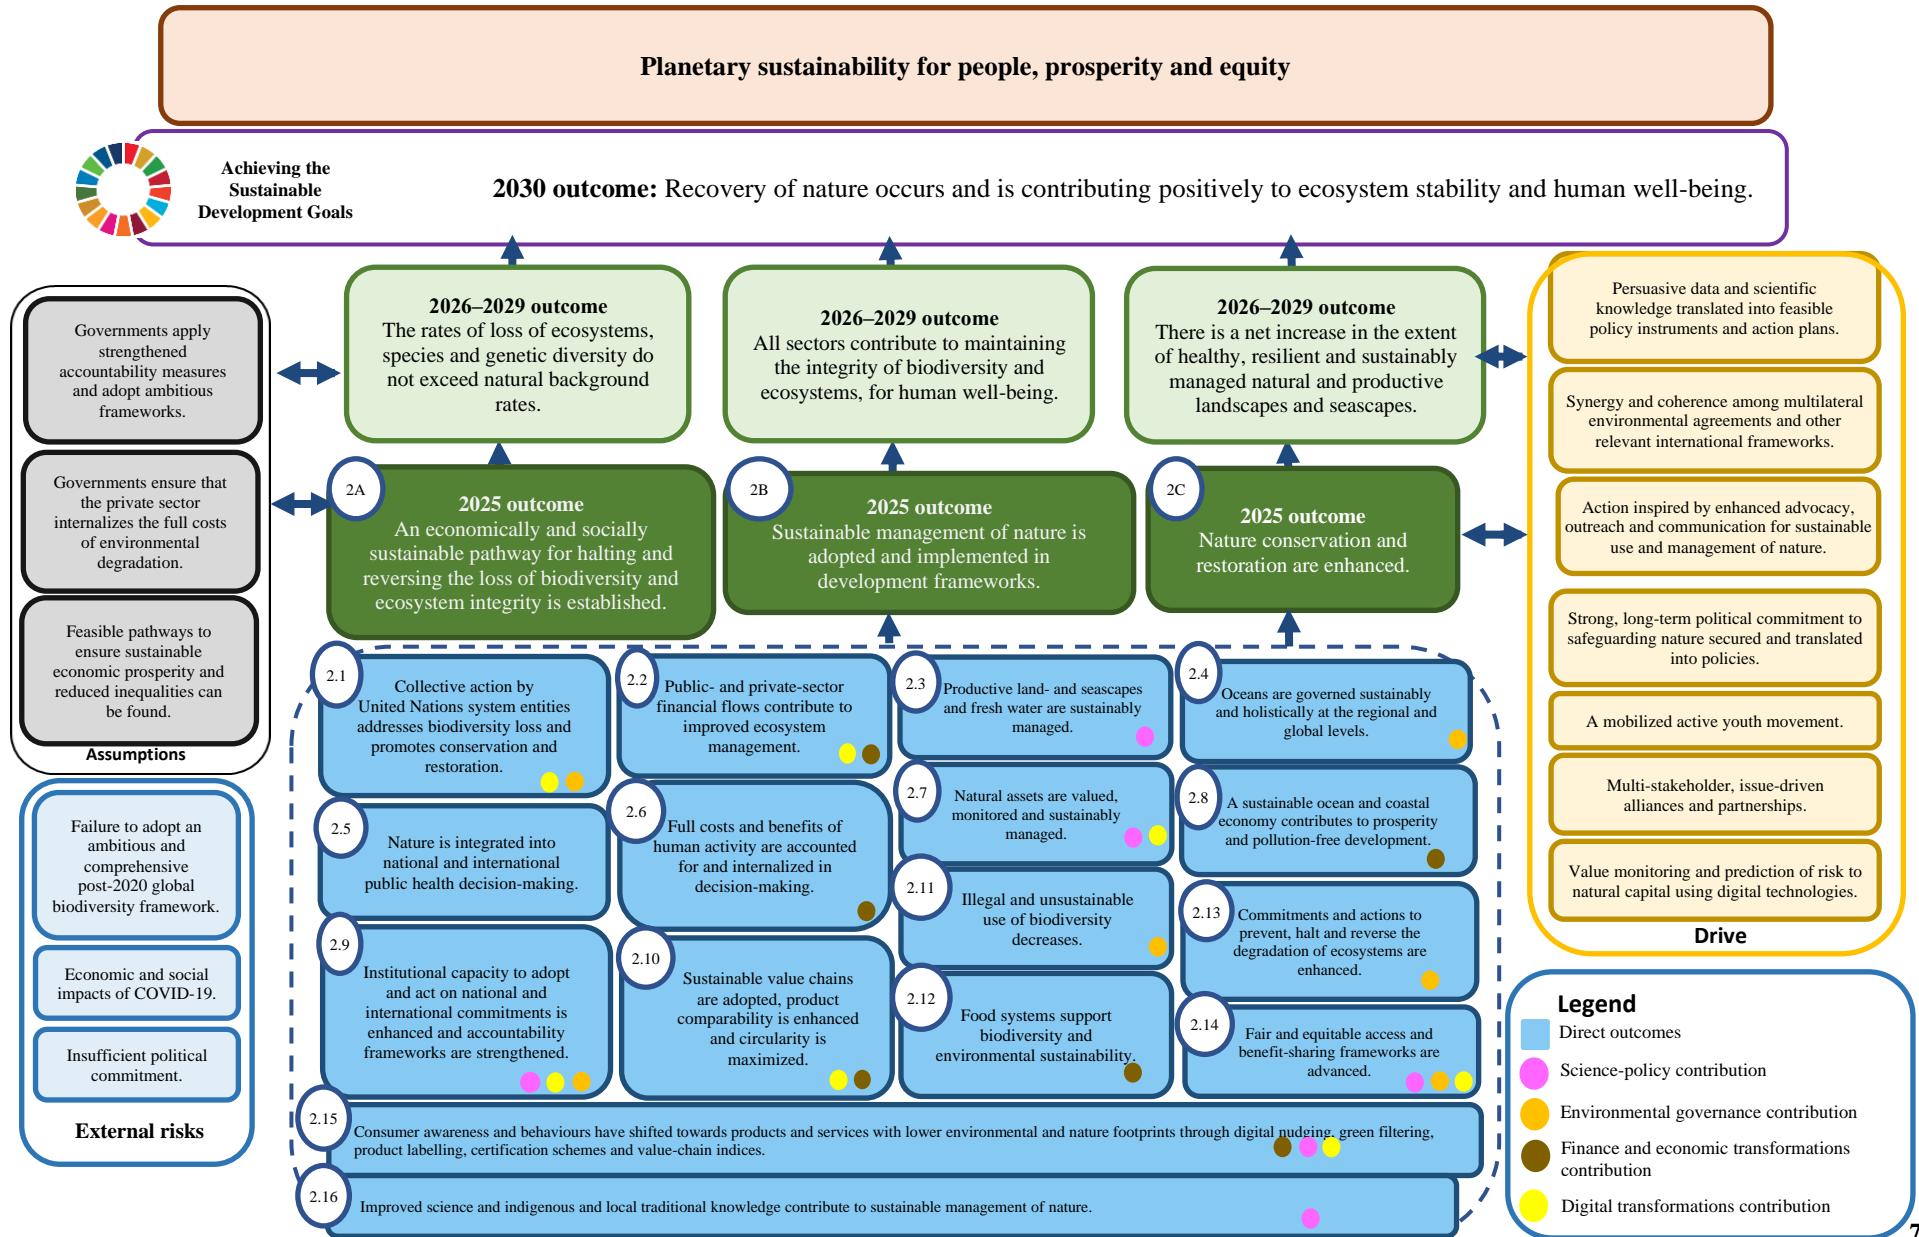 Planetary sustainability for people, prosperity and equity
Achieving the
Sustainable
Development Goals
2030 outcome: Recovery of nature occurs and is contributing positively to ecosystem stability and human well-being.
Governments apply
strengthened
accountability measures
and adopt ambitious
frameworks.
Governments ensure that
the private sector
internalizes the full costs
of environmental
degradation.
Feasible pathways to
ensure sustainable
economic prosperity and
reduced inequalities can
be found.
Assumptions
Failure to adopt an
ambitious and
comprehensive
post-2020 global
biodiversity framework.
Economic and social
impacts of COVID-19.
Insufficient political
commitment.
External risks
2026–2029 outcome
The rates of loss of ecosystems,
species and genetic diversity do
not exceed natural background
rates.
2026–2029 outcome
All sectors contribute to maintaining
the integrity of biodiversity and
ecosystems, for human well-being.
2026–2029 outcome
There is a net increase in the extent
of healthy, resilient and sustainably
managed natural and productive
landscapes and seascapes.
2A
2025 outcome
An economically and socially
sustainable pathway for halting and
reversing the loss of biodiversity and
ecosystem integrity is established.
2B
2025 outcome
Sustainable management of nature is
adopted and implemented in
development frameworks.
2C
2025 outcome
Nature conservation and
restoration are enhanced.
2.1
Collective action by
United Nations system entities
addresses biodiversity loss and
promotes conservation and
restoration.
2.2
Public- and private-sector
financial flows contribute to
improved ecosystem
management.
2.3
Productive land- and seascapes
and fresh water are sustainably
managed.
2.4
Oceans are governed sustainably
and holistically at the regional and
global levels.
2.5
Nature is integrated into
national and international
public health decision-making.
2.6
Full costs and benefits of
human activity are accounted
for and internalized in
decision-making.
2.7
Natural assets are valued,
monitored and sustainably
managed.
2.8
A sustainable ocean and coastal
economy contributes to prosperity
and pollution-free development.
2.9
Institutional capacity to adopt
and act on national and
international commitments is
enhanced and accountability
frameworks are strengthened.
2.10
Sustainable value chains
are adopted, product
comparability is enhanced
and circularity is
maximized.
2.11
Illegal and unsustainable
use of biodiversity
decreases.
2.12
Food systems support
biodiversity and
environmental sustainability.
2.13
Commitments and actions to
prevent, halt and reverse the
degradation of ecosystems are
enhanced.
2.14
Fair and equitable access and
benefit-sharing frameworks are
advanced.
2.15
Consumer awareness and behaviours have shifted towards products and services with lower environmental and nature footprints through digital nudging, green filtering,
product labelling, certification schemes and value-chain indices.
2.16
Improved science and indigenous and local traditional knowledge contribute to sustainable management of nature.
Persuasive data and scientific
knowledge translated into feasible
policy instruments and action plans.
Synergy and coherence among multilateral
environmental agreements and other
relevant international frameworks.
Action inspired by enhanced advocacy,
outreach and communication for sustainable
use and management of nature.
Strong, long-term political commitment to
safeguarding nature secured and translated
into policies.
A mobilized active youth movement.
Multi-stakeholder, issue-driven
alliances and partnerships.
Value monitoring and prediction of risk to
natural capital using digital technologies.
Drive
Legend
Direct outcomes
Science-policy contribution
Environmental governance contribution
Finance and economic transformations
contribution
Digital transformations contribution
7